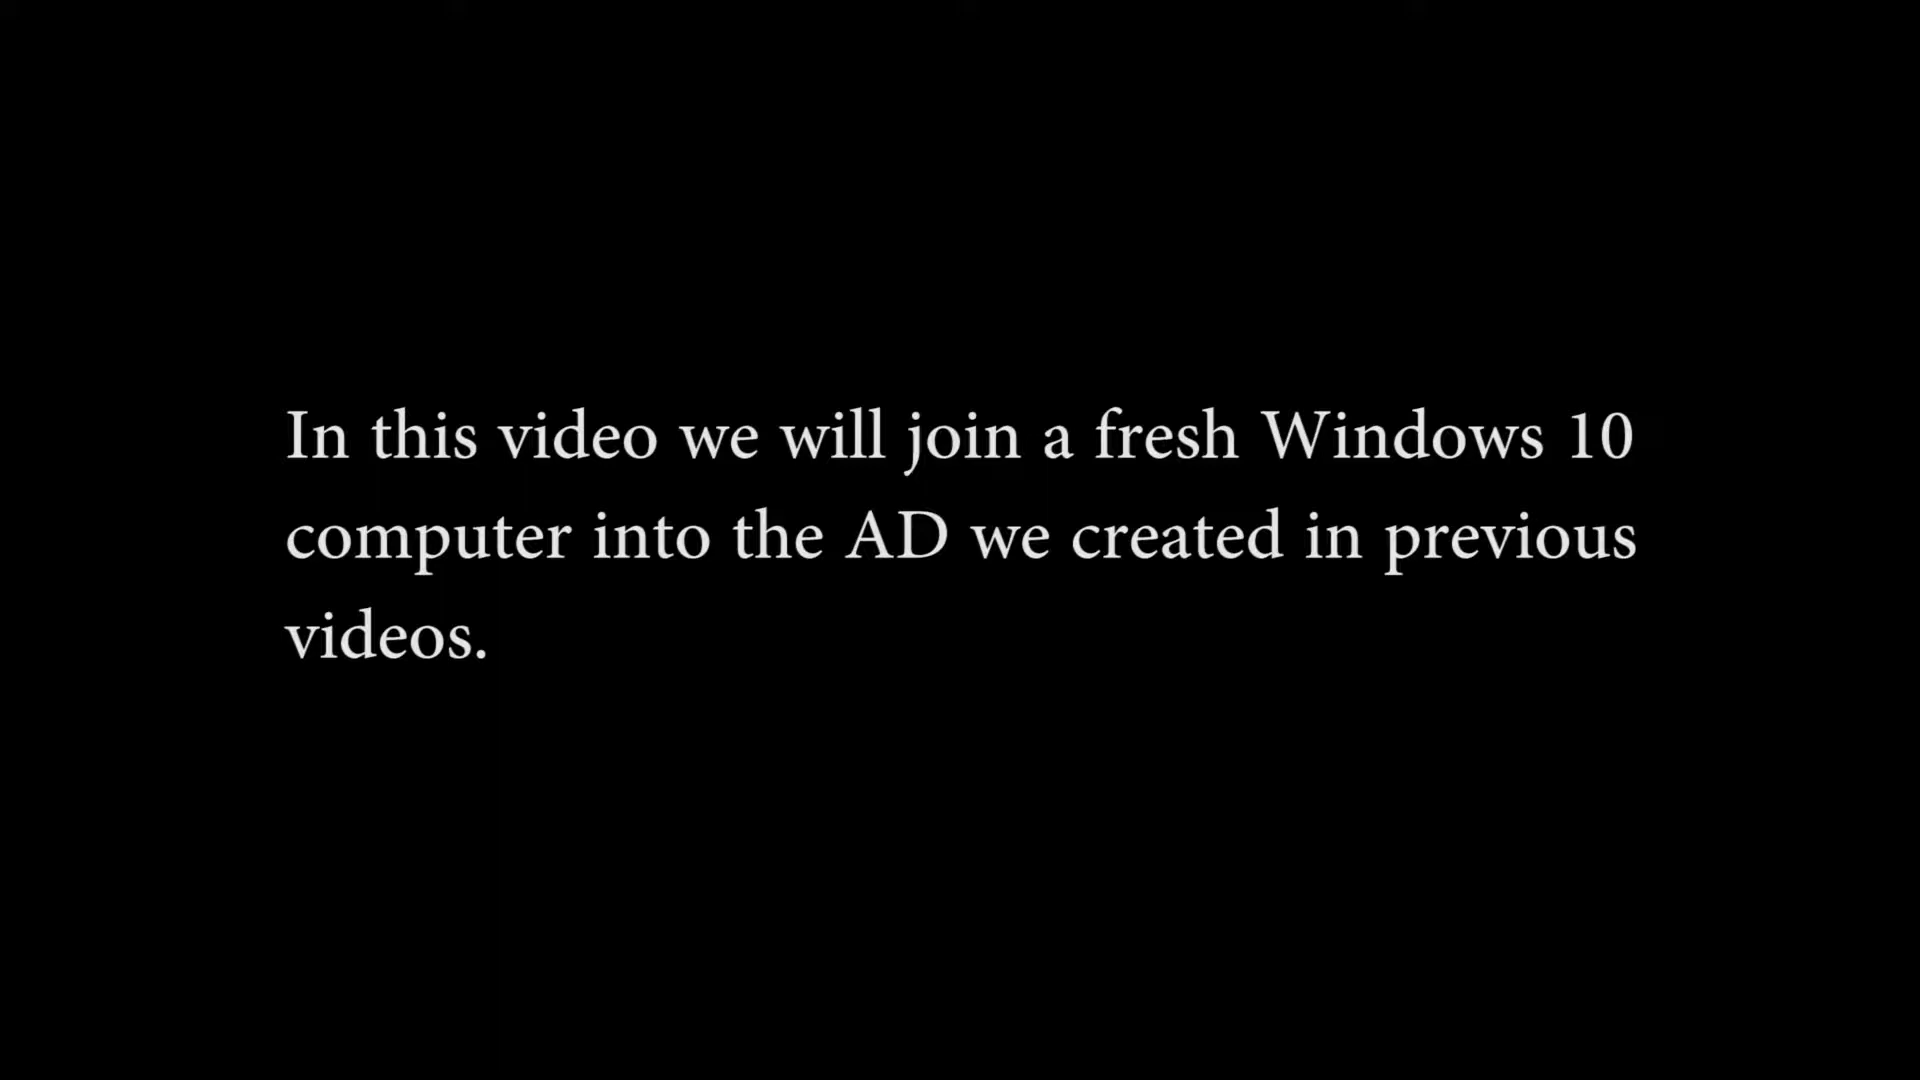 In this video we will join a fresh Windows 10
computer into the AD we created in previous
videos.